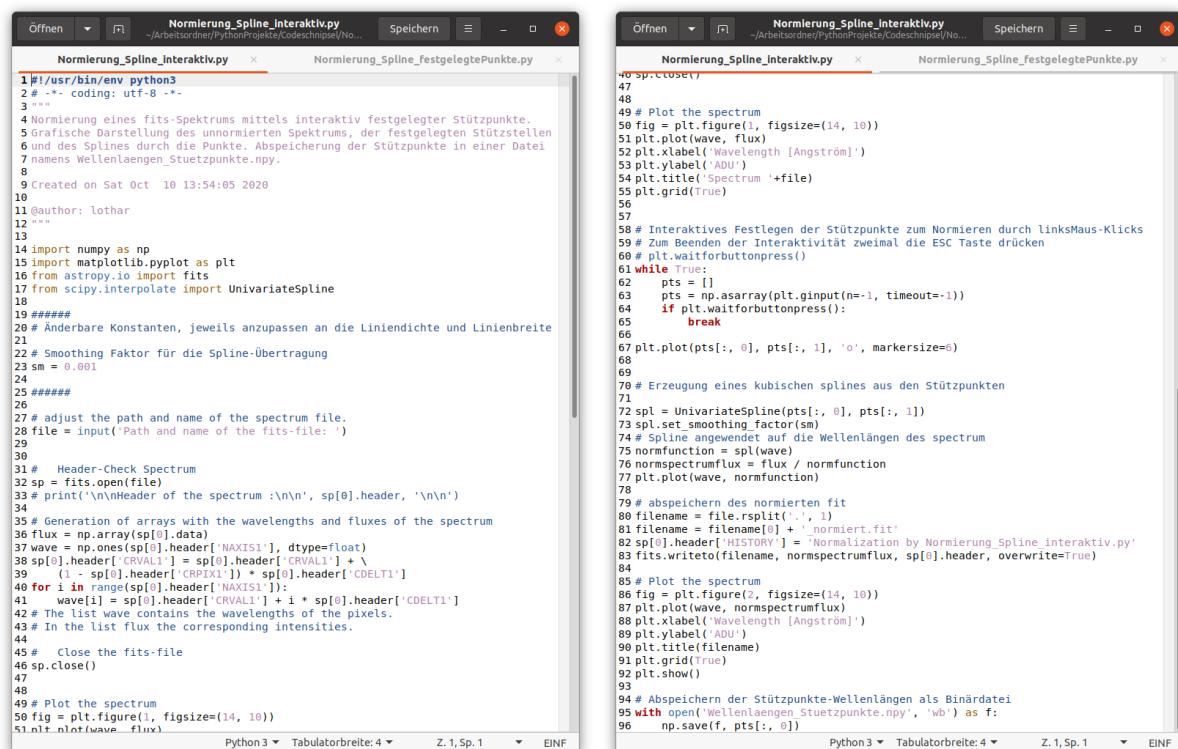 Öffnen
Normierung_Spline_interaktiv.py
~/Arbeitsordner/PythonProjekte/Codeschnipsel/No...
Speichern
Normierung_Spline_interaktiv.py ×
Normierung_Spline_festgelegtePunkte.py ×
1 #!/usr/bin/env python3
2 # -*- coding: utf-8 -*-
3 """
4 Normierung eines fits-Spektrums mittels interaktiv festgelegter Stützpunkte.
5 Grafische Darstellung des unnormierten Spektrums, der festgelegten Stützstellen
6 und des Splines durch die Punkte. Abspeicherung der Stützpunkte in einer Datei
7 namens Wellenlaengen_Stuetzpunkte.npy.
8
9 Created on Sat Oct  10 13:54:05 2020
10
11 @author: lothar
12 """
13
14 import numpy as np
15 import matplotlib.pyplot as plt
16 from astropy.io import fits
17 from scipy.interpolate import UnivariateSpline
18
19 ######
20 # Änderbare Konstanten, jeweils anzupassen an die Liniendichte und Linienbreite
21
22 # Smoothing Faktor für die Spline-Übertragung
23 sm = 0.001
24
25 ######
26
27 # adjust the path and name of the spectrum file.
28 file = input('Path and name of the fits-file: ')
29
30
31 #   Header-Check Spectrum
32 sp = fits.open(file)
33 # print('\n\nHeader of the spectrum :\n\n', sp[0].header, '\n\n')
34
35 # Generation of arrays with the wavelengths and fluxes of the spectrum
36 flux = np.array(sp[0].data)
37 wave = np.ones(sp[0].header['NAXIS1'], dtype=float)
38 sp[0].header['CRVAL1'] = sp[0].header['CRVAL1'] + \
39     (1 - sp[0].header['CRPIX1']) * sp[0].header['CDELT1']
40 for i in range(sp[0].header['NAXIS1']):
41     wave[i] = sp[0].header['CRVAL1'] + i * sp[0].header['CDELT1']
42 # The list wave contains the wavelengths of the pixels.
43 # In the list flux the corresponding intensities.
44
45 #   Close the fits-file
46 sp.close()
47
48
49 # Plot the spectrum
50 fig = plt.figure(1, figsize=(14, 10))
51 plt.plot(wave, flux)
Python 3
Tabulatorbreite: 4
Z. 1, Sp. 1
EINF
Öffnen
Normierung_Spline_interaktiv.py
~/Arbeitsordner/PythonProjekte/Codeschnipsel/No...
Speichern
Normierung_Spline_interaktiv.py ×
Normierung_Spline_festgelegtePunkte.py ×
46 sp.close()
47
48
49 # Plot the spectrum
50 fig = plt.figure(1, figsize=(14, 10))
51 plt.plot(wave, flux)
52 plt.xlabel('Wavelength [Angström]')
53 plt.ylabel('ADU')
54 plt.title('Spectrum '+file)
55 plt.grid(True)
56
57
58 # Interaktives Festlegen der Stützpunkte zum Normieren durch linksMaus-Klicks
59 # Zum Beenden der Interaktivität zweimal die ESC Taste drücken
60 # plt.waitforbuttonpress()
61 while True:
62     pts = []
63     pts = np.asarray(plt.ginput(n=-1, timeout=-1))
64     if plt.waitforbuttonpress():
65         break
66
67 plt.plot(pts[:, 0], pts[:, 1], 'o', markersize=6)
68
69
70 # Erzeugung eines kubischen splines aus den Stützpunkten
71
72 spl = UnivariateSpline(pts[:, 0], pts[:, 1])
73 spl.set_smoothing_factor(sm)
74 # Spline angewendet auf die Wellenlängen des spectrum
75 normfunction = spl(wave)
76 normspectrumflux = flux / normfunction
77 plt.plot(wave, normfunction)
78
79 # abspeichern des normierten fit
80 filename = file.rsplit('.', 1)
81 filename = filename[0] + '_normiert.fit'
82 sp[0].header['HISTORY'] = 'Normalization by Normierung_Spline_interaktiv.py'
83 fits.writeto(filename, normspectrumflux, sp[0].header, overwrite=True)
84
85 # Plot the spectrum
86 fig = plt.figure(2, figsize=(14, 10))
87 plt.plot(wave, normspectrumflux)
88 plt.xlabel('Wavelength [Angström]')
89 plt.ylabel('ADU')
90 plt.title(filename)
91 plt.grid(True)
92 plt.show()
93
94 # Abspeichern der Stützpunkte-Wellenlängen als Binärdatei
95 with open('Wellenlaengen_Stuetzpunkte.npy', 'wb') as f:
96     np.save(f, pts[:, 0])
Python 3
Tabulatorbreite: 4
Z. 1, Sp. 1
EINF